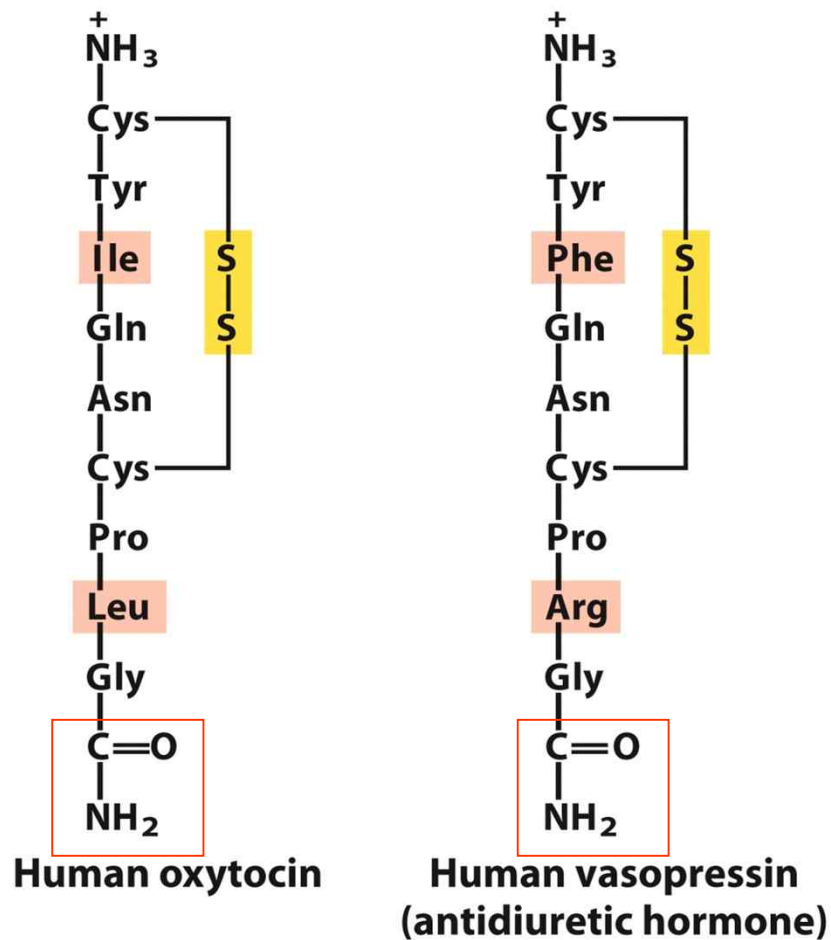 +
NH₃
Cys
Tyr
Ile
S
Gln
S
Asn
Cys
Pro
Leu
Gly
C=O
NH₂
Human oxytocin
+
NH₃
Cys
Tyr
Phe
S
Gln
S
Asn
Cys
Pro
Arg
Gly
C=O
NH₂
Human vasopressin
(antidiuretic hormone)